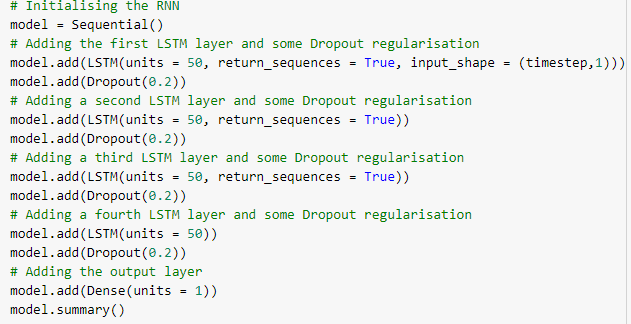 # Initialising the RNN
model = Sequential()
# Adding the first LSTM layer and some Dropout regularisation
model.add(LSTM(units = 50, return_sequences = True, input_shape = (timestep,1)))
model.add(Dropout(0.2))
# Adding a second LSTM layer and some Dropout regularisation
model.add(LSTM(units = 50, return_sequences = True))
model.add(Dropout(0.2))
# Adding a third LSTM layer and some Dropout regularisation
model.add(LSTM(units = 50, return_sequences = True))
model.add(Dropout(0.2))
# Adding a fourth LSTM layer and some Dropout regularisation
model.add(LSTM(units = 50))
model.add(Dropout(0.2))
# Adding the output layer
model.add(Dense(units = 1))
model.summary()